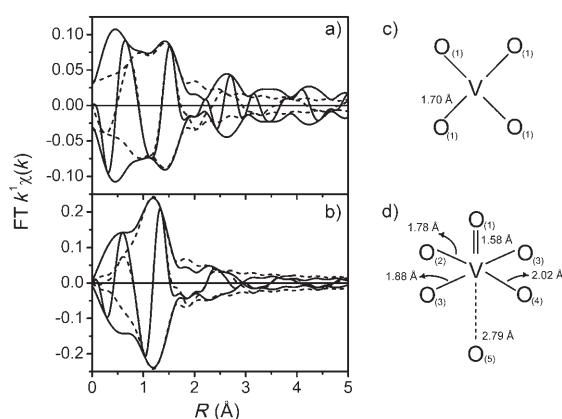 a)
0.10
0.05
0.00
-0.05
-0.10
b)
0.2
0.1
0.0
-0.1
-0.2
FT k¹χ(k)
0 1 2 3 4 5
R (Å)
c)
O(1) O(1)
V
1.70 Å
O(1) O(1)
d)
O(1)
1.78 Å 1.58 Å
O(2) V O(3)
1.88 Å 2.02 Å
O(3) O(4)
2.79 Å
O(5)